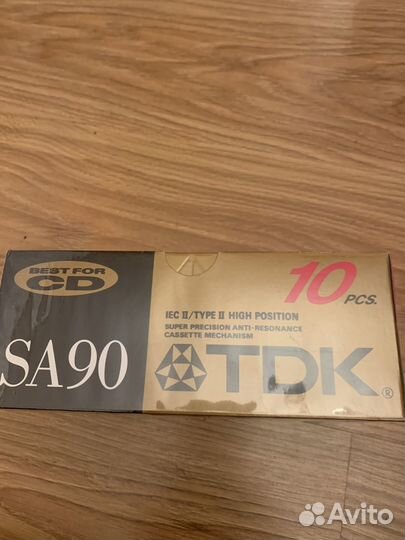 BEST FOR
CD
10 PCS.
IEC II/TYPE II HIGH POSITION
SUPER PRECISION ANTI-RESONANCE
CASSETTE MECHANISM
SA90
TDK®
Avito